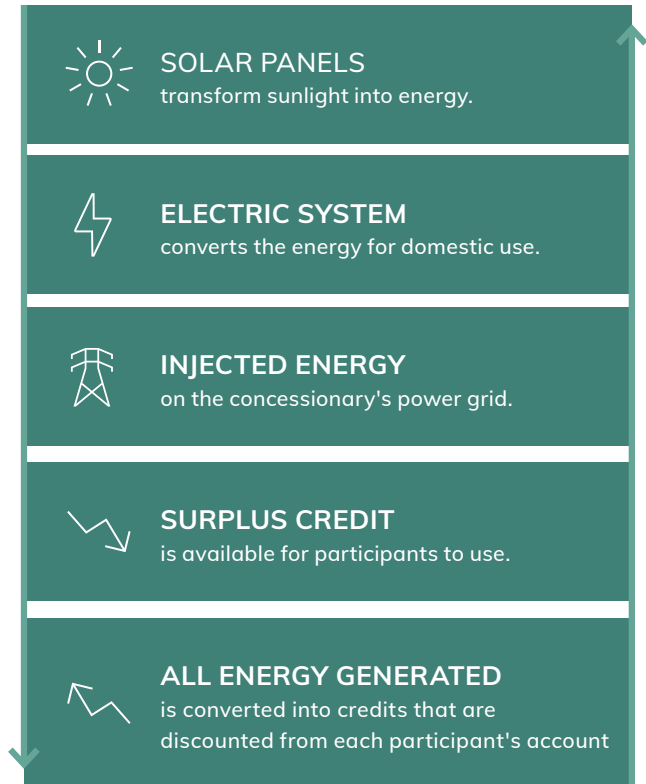 SOLAR PANELS
transform sunlight into energy.
ELECTRIC SYSTEM
converts the energy for domestic use.
INJECTED ENERGY
on the concessionary's power grid.
SURPLUS CREDIT
is available for participants to use.
ALL ENERGY GENERATED
is converted into credits that are
discounted from each participant's account